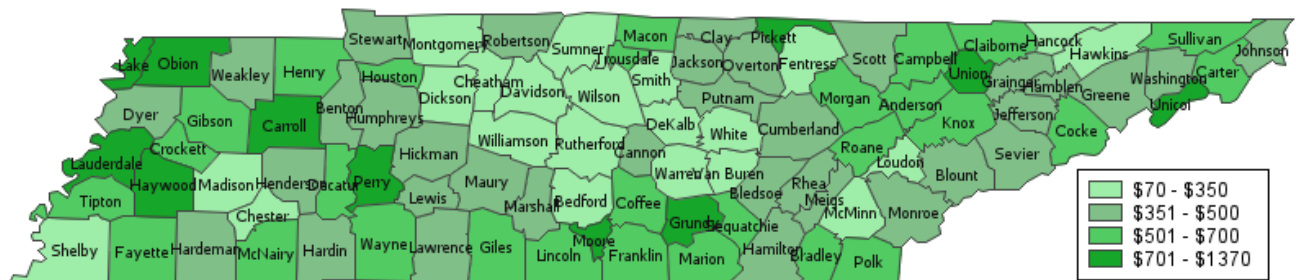 Stewart
Montgomery
Robertson
Sumner
Macon
Clay
Pickett
Trousdale
Jackson
Overton
Fentress
Scott
Campbell
Claiborne
Hancock
Hawkins
Sullivan
Johnson
Lake
Obion
Weakley
Henry
Houston
Cheatham
Dickson
Davidson
Wilson
Smith
Putnam
Morgan
Anderson
Union
Grainger
Hamblen
Greene
Washington
Carter
Unicoi
Dyer
Gibson
Carroll
Benton
Humphreys
Williamson
Rutherford
DeKalb
White
Cumberland
Roane
Knox
Jefferson
Cocke
Sevier
Lauderdale
Crockett
Haywood
Madison
Henderson
Decatur
Perry
Hickman
Maury
Cannon
Warren
Van Buren
Bledsoe
Rhea
Meigs
Loudon
Blount
Tipton
Chester
Lewis
Marshall
Bedford
Coffee
Grundy
Sequatchie
McMinn
Monroe
Shelby
Fayette
Hardeman
McNairy
Hardin
Wayne
Lawrence
Giles
Lincoln
Moore
Franklin
Marion
Hamilton
Bradley
Polk
$70 - $350
$351 - $500
$501 - $700
$701 - $1370